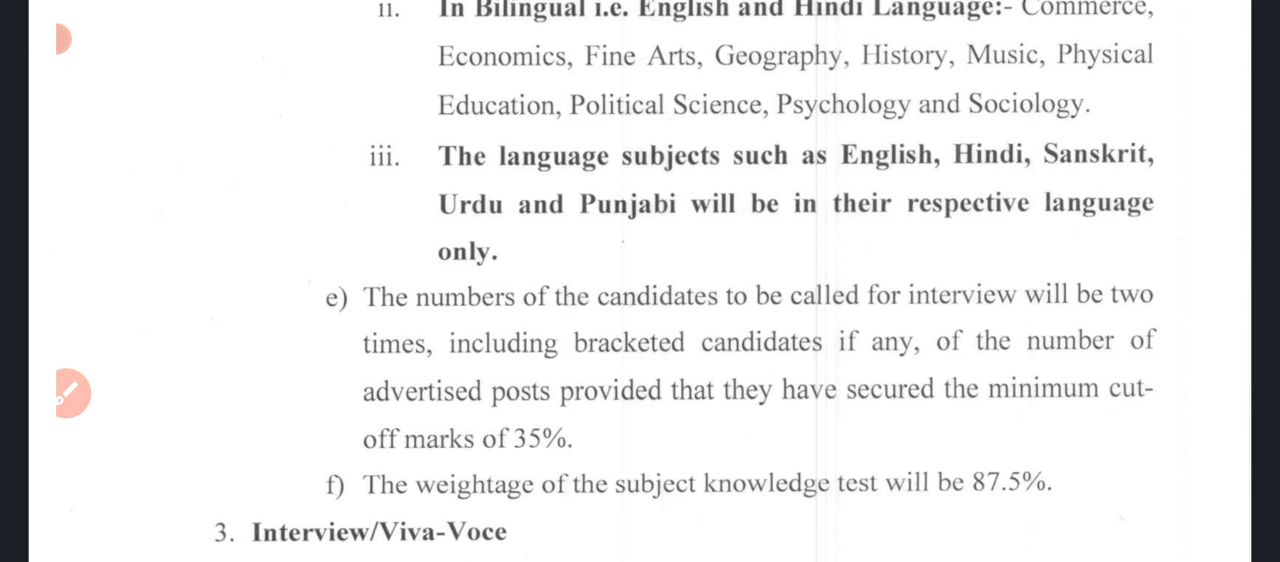 ii. In Bilingual i.e. English and Hindi Language:- Commerce,
Economics, Fine Arts, Geography, History, Music, Physical
Education, Political Science, Psychology and Sociology.
iii. The language subjects such as English, Hindi, Sanskrit,
Urdu and Punjabi will be in their respective language
only.
e) The numbers of the candidates to be called for interview will be two
times, including bracketed candidates if any, of the number of
advertised posts provided that they have secured the minimum cut-
off marks of 35%.
f) The weightage of the subject knowledge test will be 87.5%.
3. Interview/Viva-Voce